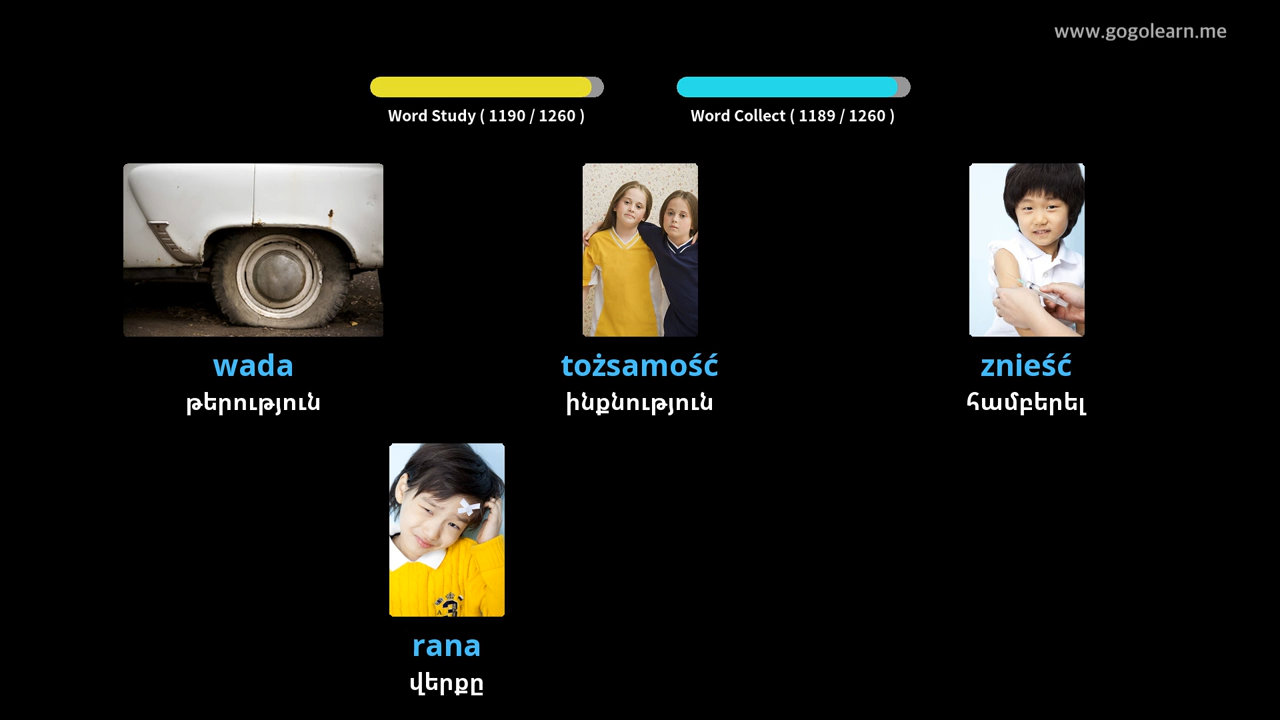 www.gogolearn.me
Word Study ( 1190 / 1260 )
Word Collect ( 1189 / 1260 )
wada
թերություն
tożsamość
ինքնություն
znieść
համբերել
3
rana
վերքը